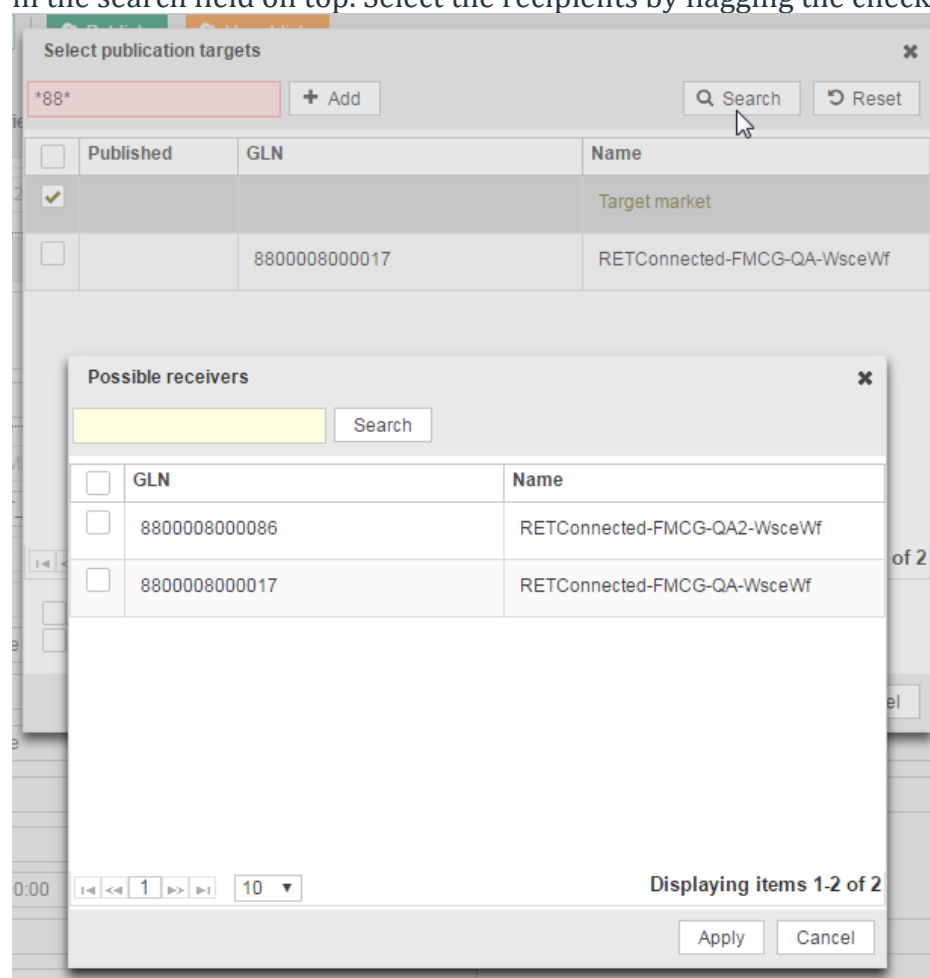 in the search field on top. Select the recipients by flagging the check
Select publication targets
*88* Add Search Reset
Published GLN Name
Target market
8800008000017 RETConnected-FMCG-QA-WsceWf
Possible receivers
Search
GLN Name
8800008000086 RETConnected-FMCG-QA2-WsceWf
8800008000017 RETConnected-FMCG-QA-WsceWf
of 2
1 10 Displaying items 1-2 of 2
Apply Cancel